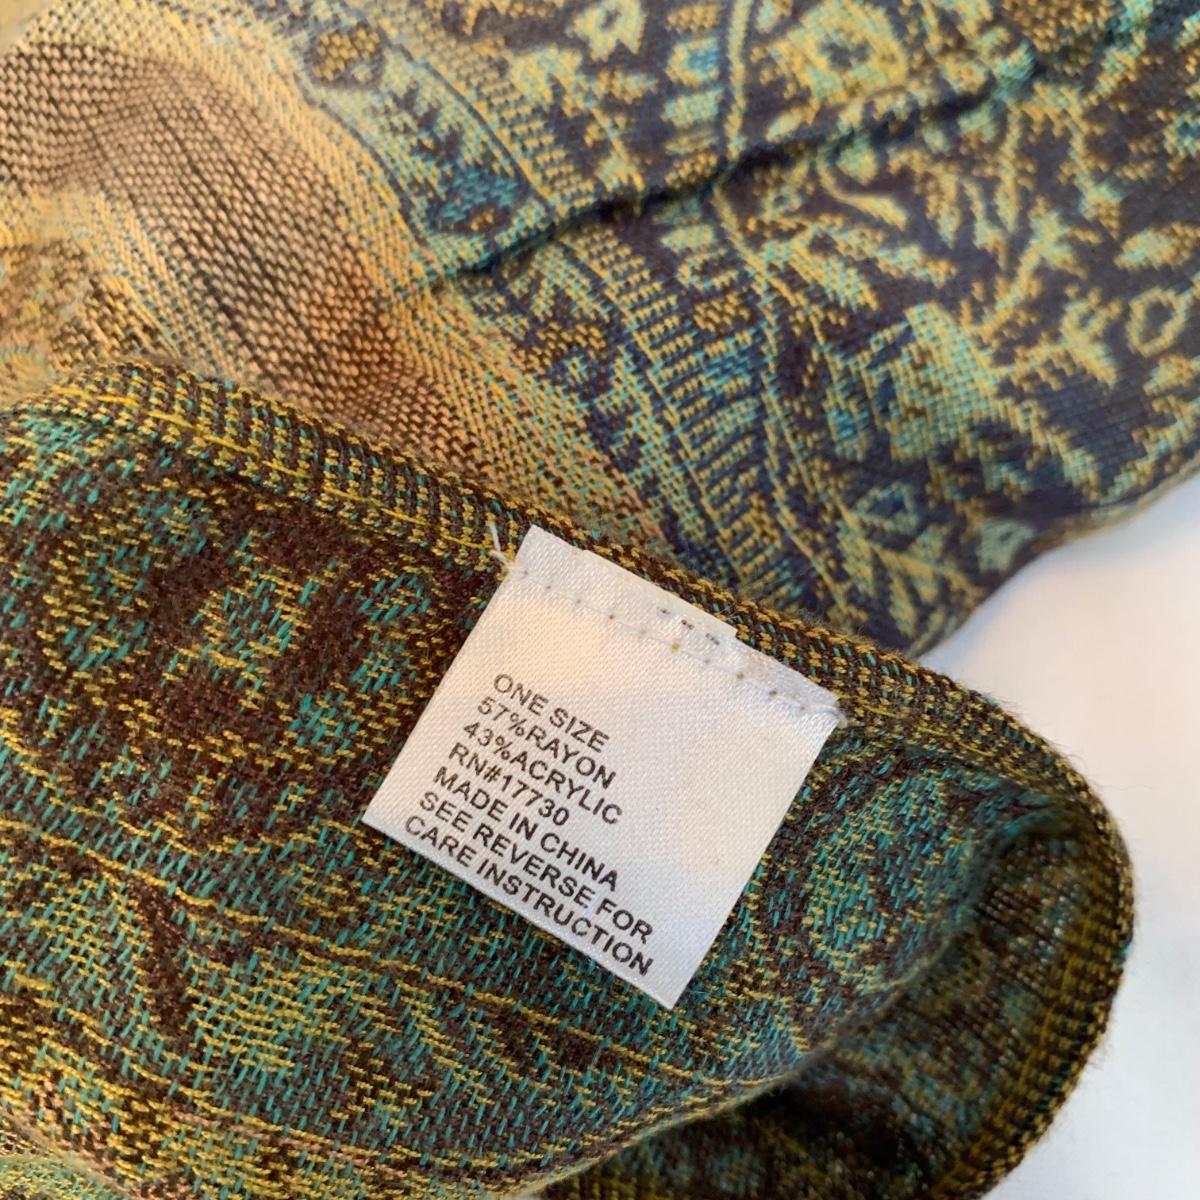 ONE SIZE
57%RAYON
43%ACRYLIC
RN#17730
MADE IN CHINA
SEE REVERSE FOR
CARE INSTRUCTION